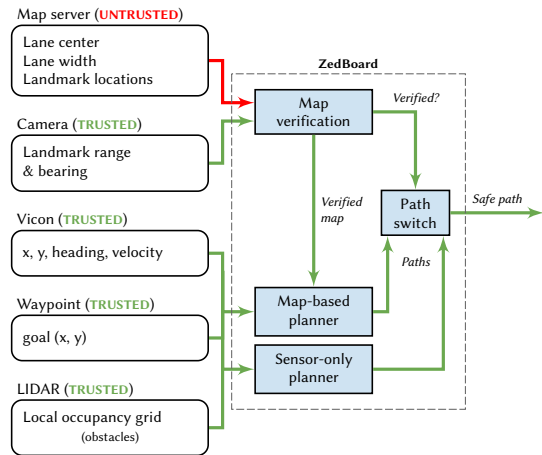 Map server (UNTRUSTED)
Lane center
Lane width
Landmark locations
Camera (TRUSTED)
Landmark range
& bearing
Vicon (TRUSTED)
x, y, heading, velocity
Waypoint (TRUSTED)
goal (x, y)
LIDAR (TRUSTED)
Local occupancy grid
(obstacles)
ZedBoard
Map
verification
Verified?
Verified
map
Path
switch
Safe path
Paths
Map-based
planner
Sensor-only
planner